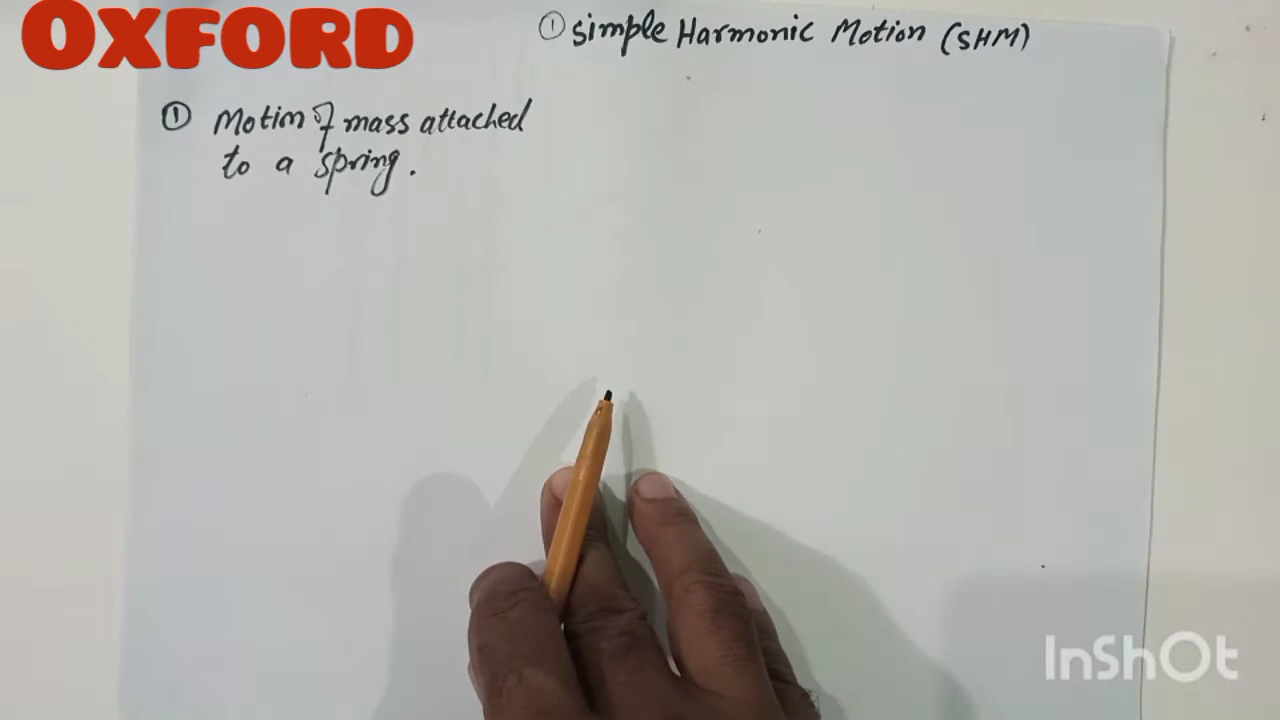 OXFORD
① Simple Harmonic Motion (SHM)
① Motion of mass attached
to a spring.
InShOt